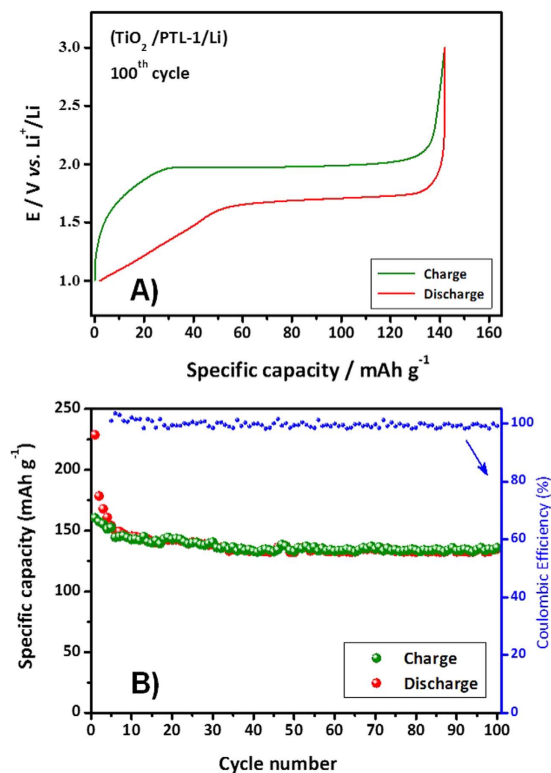 A)
(TiO2 /PTL-1/Li)
100th cycle
E / V vs. Li+/Li
3.0
2.5
2.0
1.5
1.0
A)
Charge
Discharge
0 20 40 60 80 100 120 140 160
Specific capacity / mAh g-1
B)
Specific capacity (mAh g-1)
250
200
150
100
50
0
100
80
60
40
20
0
Coulombic Efficiency (%)
B)
Charge
Discharge
0 10 20 30 40 50 60 70 80 90 100
Cycle number